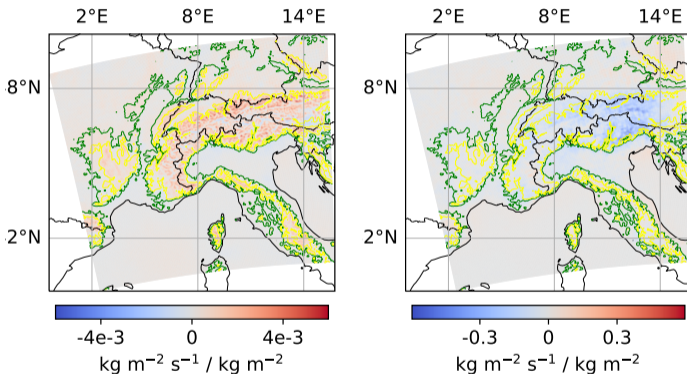 2°E 8°E 14°E 2°E 8°E 14°E
8°N 8°N
2°N 2°N
-4e-3 0 4e-3 -0.3 0 0.3
kg m⁻² s⁻¹ / kg m⁻² kg m⁻² s⁻¹ / kg m⁻²